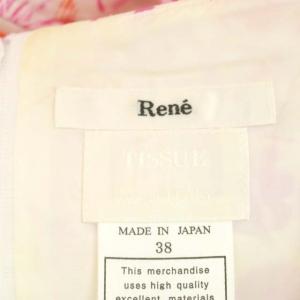 René
TISSUE
MADE IN JAPAN
38
This merchandise
uses high quality
excellent materials